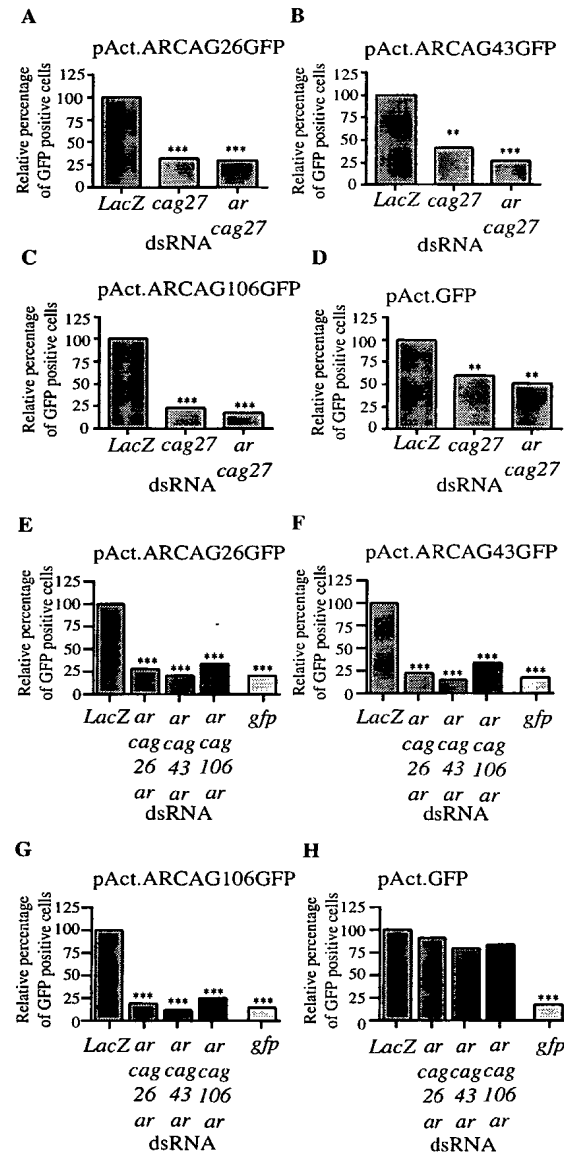 A
pAct.ARCAG26GFP
Relative percentage
of GFP positive cells
125
100
75
50
25
0
***
***
LacZ cag27 ar
cag27
dsRNA
B
pAct.ARCAG43GFP
Relative percentage
of GFP positive cells
125
100
75
50
25
0
**
***
LacZ cag27 ar
cag27
dsRNA
C
pAct.ARCAG106GFP
Relative percentage
of GFP positive cells
125
100
75
50
25
0
***
***
LacZ cag27 ar
cag27
dsRNA
D
pAct.GFP
Relative percentage
of GFP positive cells
125
100
75
50
25
0
**
**
LacZ cag27 ar
cag27
dsRNA
E
pAct.ARCAG26GFP
Relative percentage
of GFP positive cells
125
100
75
50
25
0
***
***
***
***
LacZ ar ar ar gfp
cag cag cag
26 43 106
ar ar ar
dsRNA
F
pAct.ARCAG43GFP
Relative percentage
of GFP positive cells
125
100
75
50
25
0
***
***
***
***
LacZ ar ar ar gfp
cag cag cag
26 43 106
ar ar ar
dsRNA
G
pAct.ARCAG106GFP
Relative percentage
of GFP positive cells
125
100
75
50
25
0
***
***
***
***
LacZ ar ar ar gfp
cag cag cag
26 43 106
ar ar ar
dsRNA
H
pAct.GFP
Relative percentage
of GFP positive cells
125
100
75
50
25
0
***
LacZ ar ar ar gfp
cag cag cag
26 43 106
ar ar ar
dsRNA